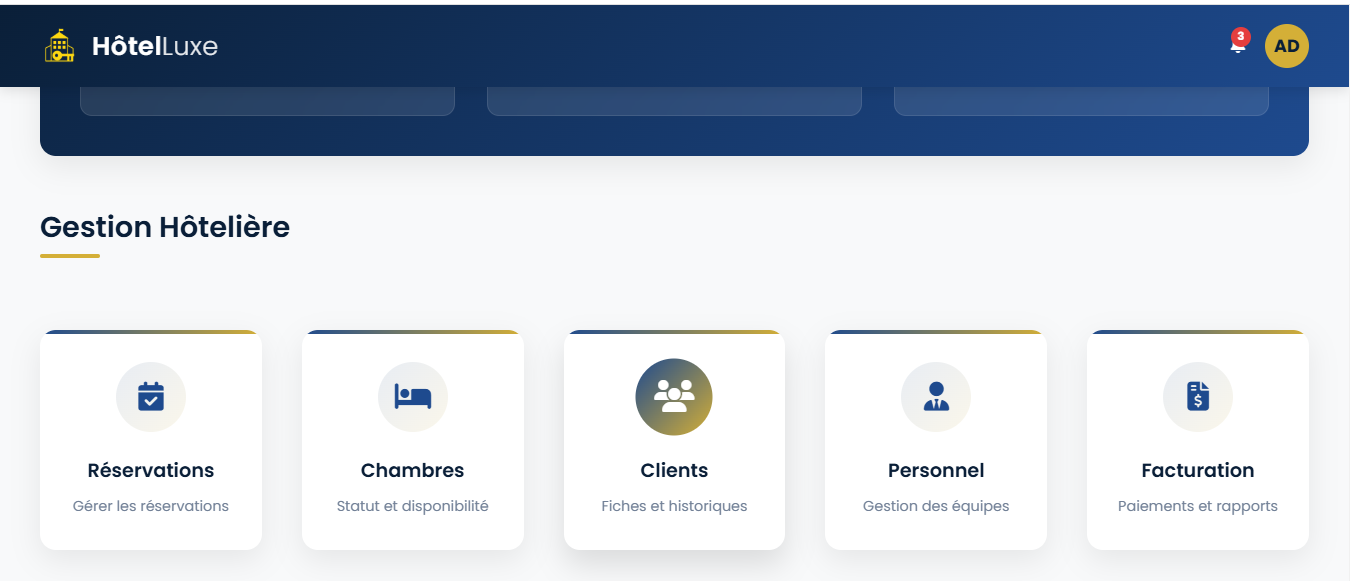 HôtelLuxe
3
AD
Gestion Hôtelière
Réservations
Gérer les réservations
Chambres
Statut et disponibilité
Clients
Fiches et historiques
Personnel
Gestion des équipes
Facturation
Paiements et rapports